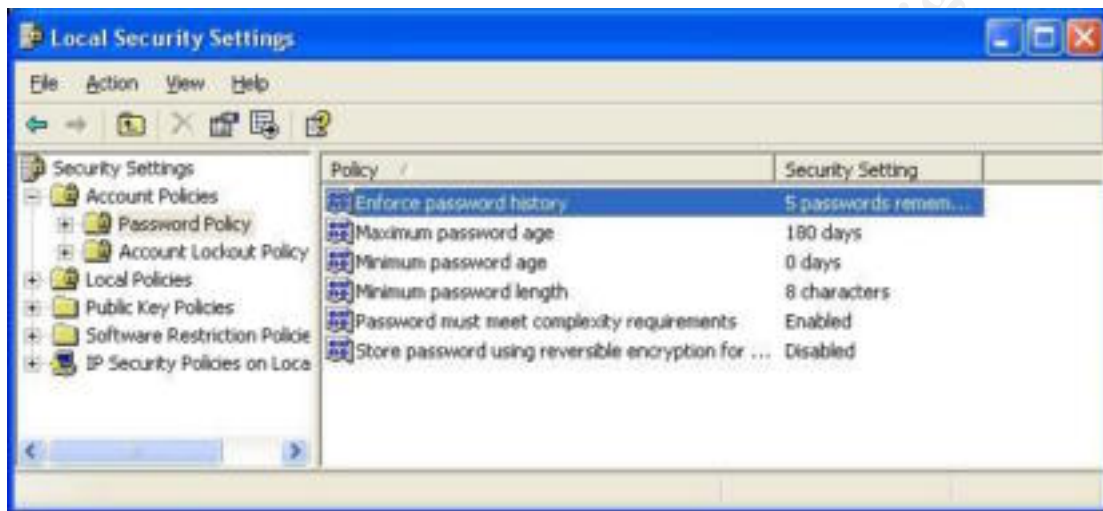 Local Security Settings
File Action View Help
Security Settings
Account Policies
Password Policy
Account Lockout Policy
Local Policies
Public Key Policies
Software Restriction Policie
IP Security Policies on Loca
Policy Security Setting
Enforce password history 5 passwords remem...
Maximum password age 180 days
Minimum password age 0 days
Minimum password length 8 characters
Password must meet complexity requirements Enabled
Store password using reversible encryption for ... Disabled